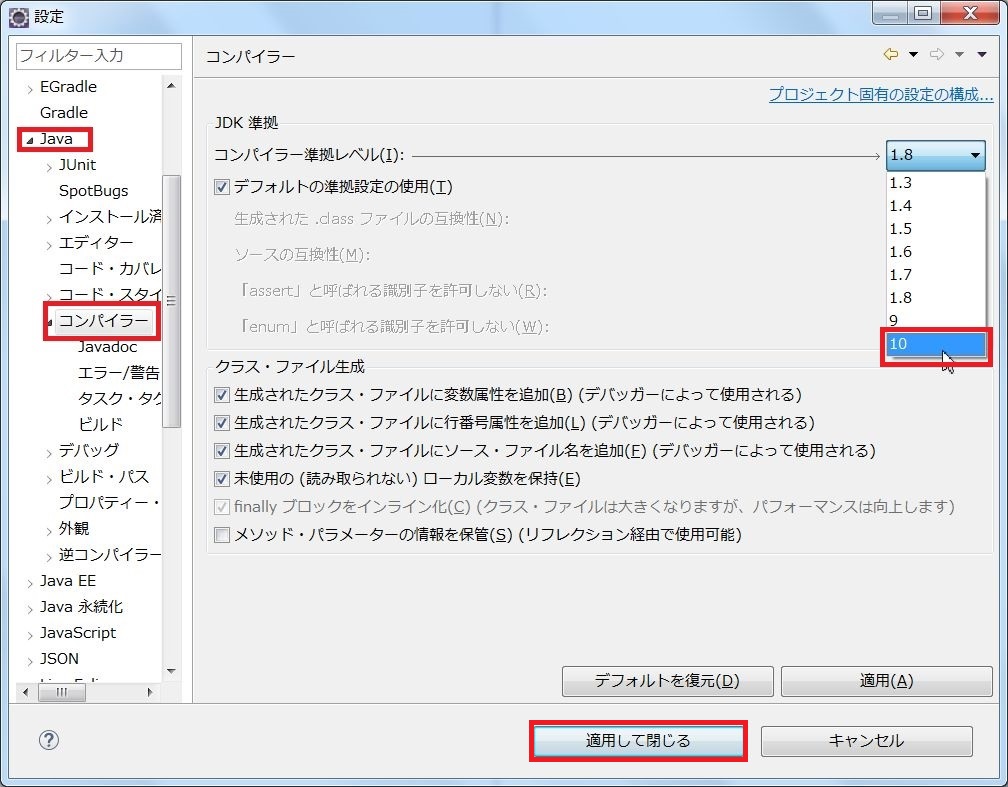 設定
フィルター入力
EGradle
Gradle
Java
JUnit
SpotBugs
インストール済
エディター
コード・カバレ
コード・スタイ
コンパイラー
Javadoc
エラー/警告
タスク・タグ
ビルド
デバッグ
ビルド・パス
プロパティー・
外観
逆コンパイラー
Java EE
Java 永続化
JavaScript
JSON
コンパイラー
プロジェクト固有の設定の構成...
JDK 準拠
コンパイラー準拠レベル(I):
1.8
1.3
1.4
1.5
1.6
1.7
1.8
9
10
デフォルトの準拠設定の使用(T)
生成された .class ファイルの互換性(N):
ソースの互換性(M):
「assert」と呼ばれる識別子を許可しない(R):
「enum」と呼ばれる識別子を許可しない(W):
クラス・ファイル生成
生成されたクラス・ファイルに変数属性を追加(B) (デバッガーによって使用される)
生成されたクラス・ファイルに行番号属性を追加(L) (デバッガーによって使用される)
生成されたクラス・ファイルにソース・ファイル名を追加(F) (デバッガーによって使用される)
未使用の (読み取られない) ローカル変数を保持(E)
finally ブロックをインライン化(C) (クラス・ファイルは大きくなりますが、パフォーマンスは向上します)
メソッド・パラメーターの情報を保管(S) (リフレクション経由で使用可能)
デフォルトを復元(D)
適用(A)
適用して閉じる
キャンセル